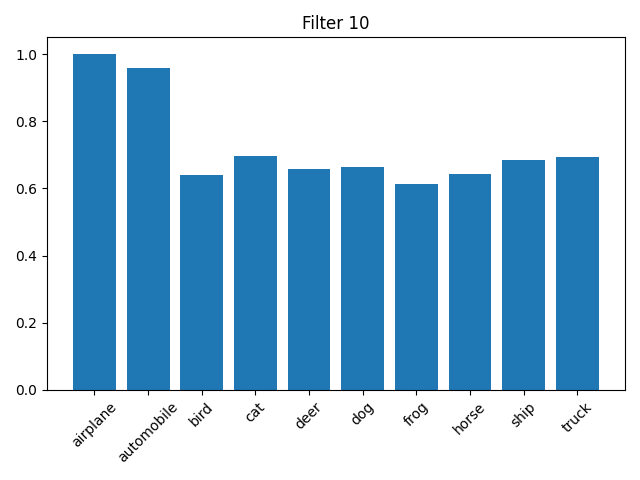 Filter 10
1.0
0.8
0.6
0.4
0.2
0.0
airplane
automobile
bird
cat
deer
dog
frog
horse
ship
truck